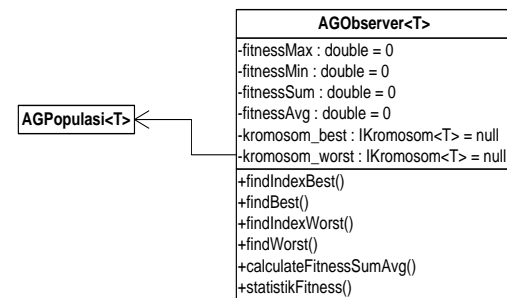 AGObserver<T>
-fitnessMax : double = 0
-fitnessMin : double = 0
-fitnessSum : double = 0
-fitnessAvg : double = 0
-kromosom_best : IKromosom<T> = null
-kromosom_worst : IKromosom<T> = null
+findIndexBest()
+findBest()
+findIndexWorst()
+findWorst()
+calculateFitnessSumAvg()
+statistikFitness()
AGPopulasi<T>